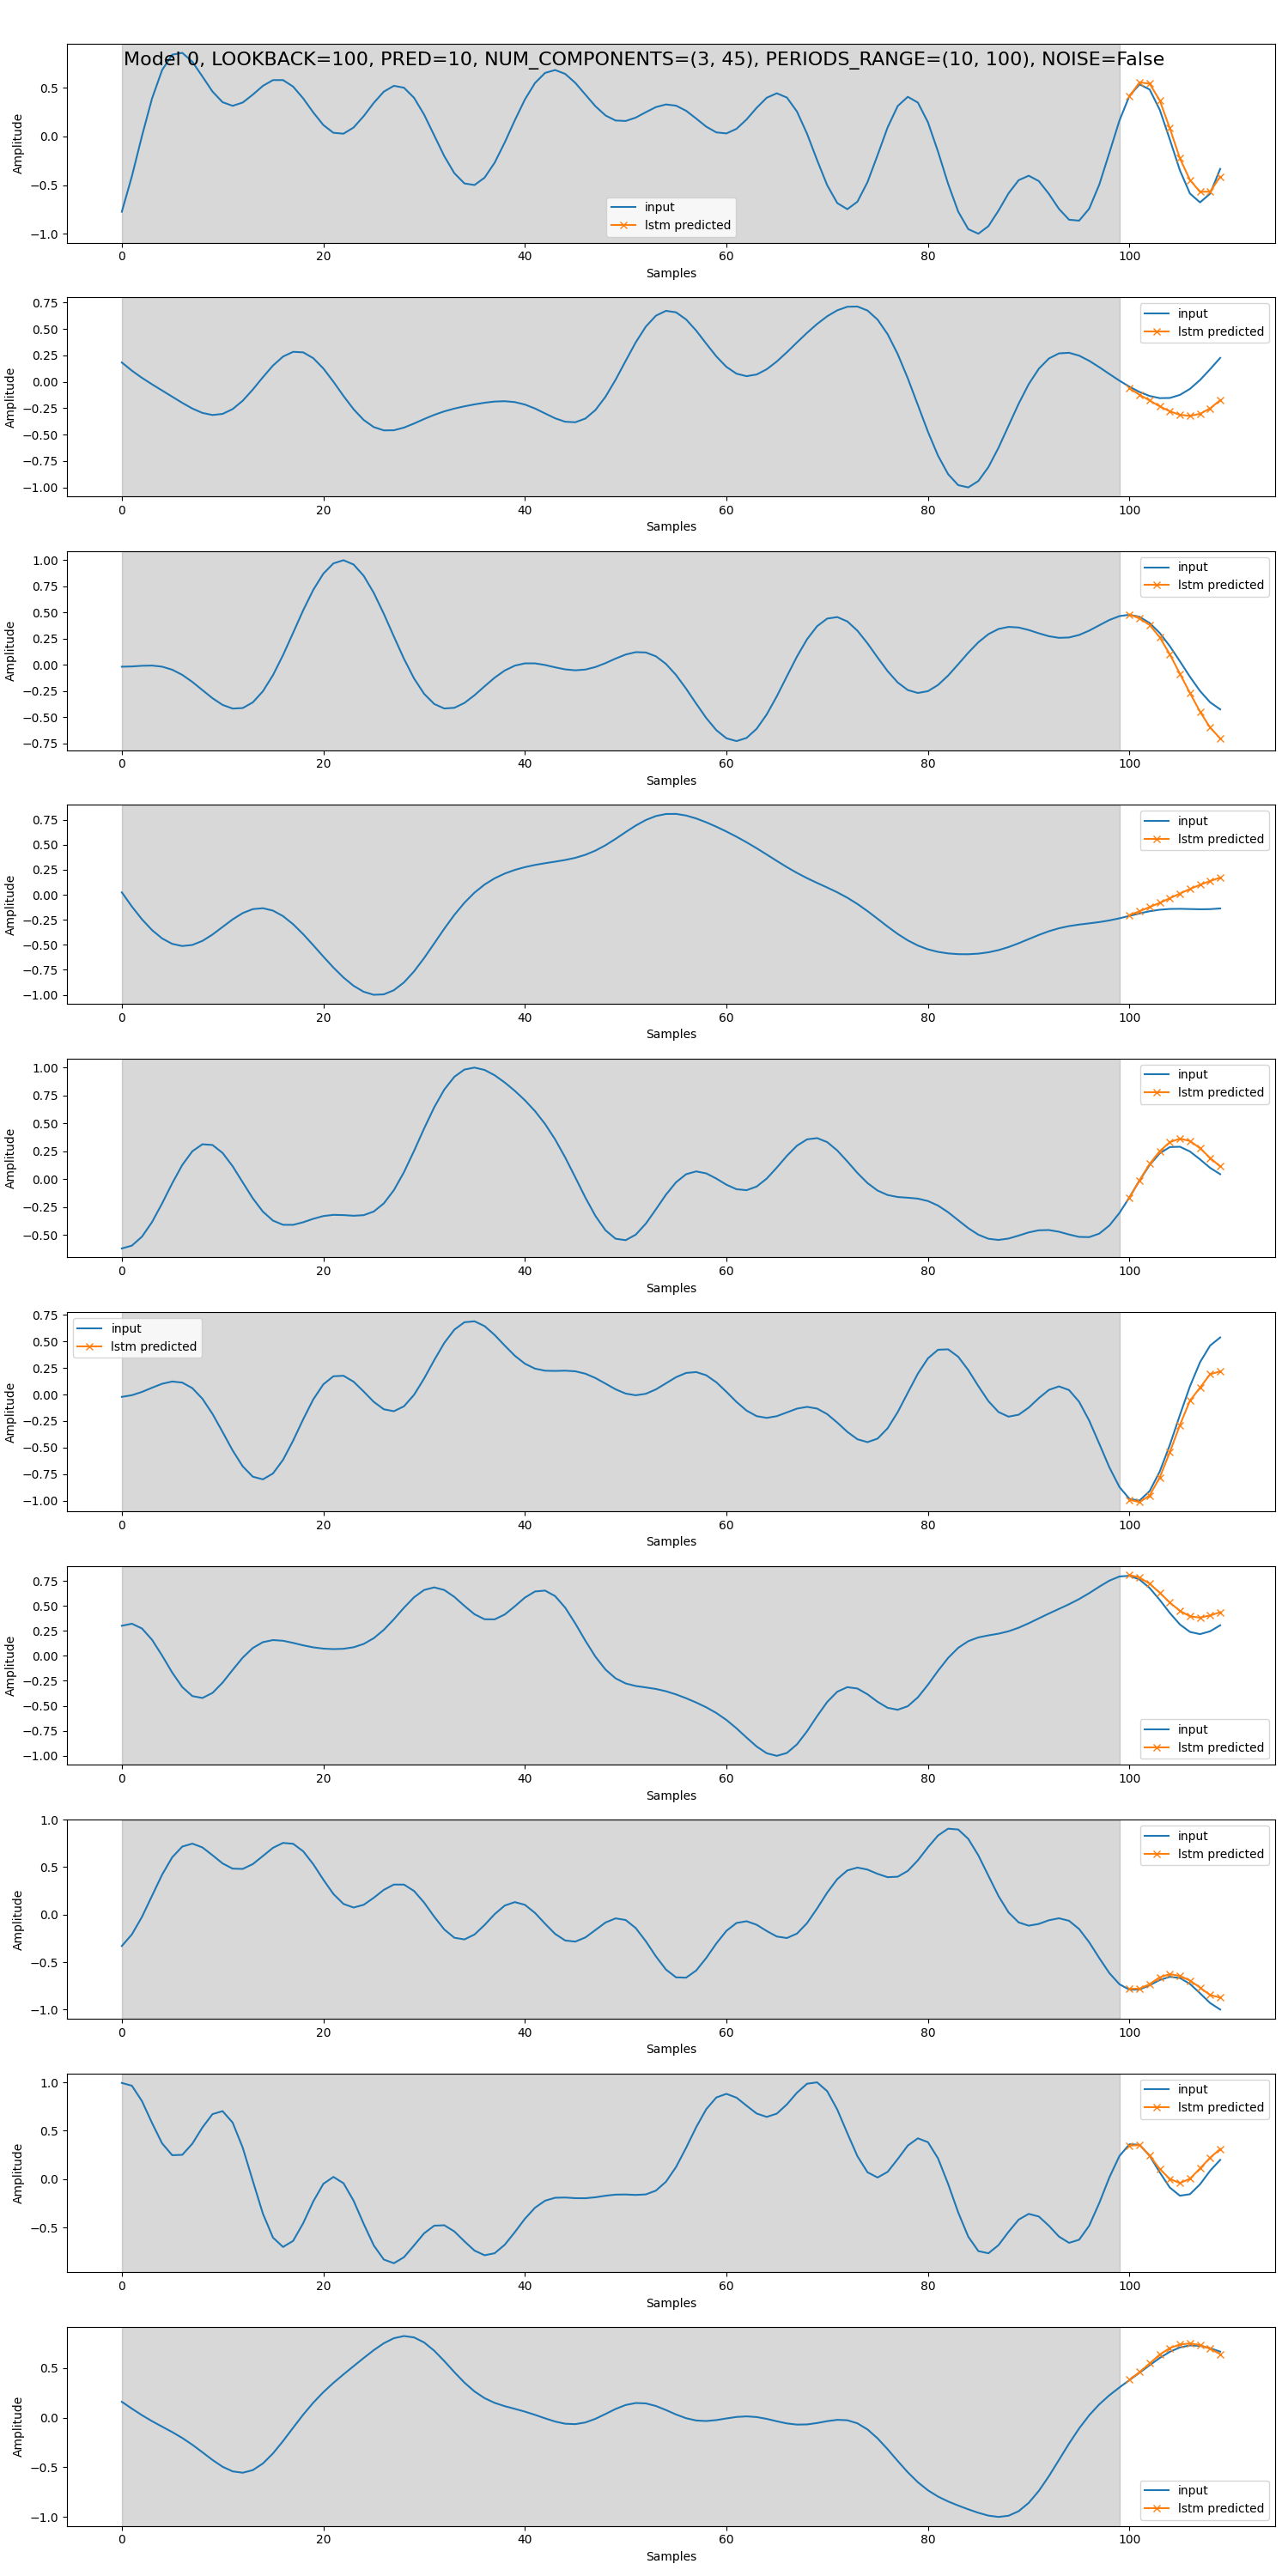 Model 0, LOOKBACK=100, PRED=10, NUM_COMPONENTS=(3, 45), PERIODS_RANGE=(10, 100), NOISE=False
Amplitude
0.5
0.0
−0.5
−1.0
input
lstm predicted
0 20 40 60 80 100
Samples
Amplitude
0.75
0.50
0.25
0.00
−0.25
−0.50
−0.75
−1.00
input
lstm predicted
0 20 40 60 80 100
Samples
Amplitude
1.00
0.75
0.50
0.25
0.00
−0.25
−0.50
−0.75
input
lstm predicted
0 20 40 60 80 100
Samples
Amplitude
0.75
0.50
0.25
0.00
−0.25
−0.50
−0.75
−1.00
input
lstm predicted
0 20 40 60 80 100
Samples
Amplitude
1.00
0.75
0.50
0.25
0.00
−0.25
−0.50
input
lstm predicted
0 20 40 60 80 100
Samples
Amplitude
0.75
0.50
0.25
0.00
−0.25
−0.50
−0.75
−1.00
input
lstm predicted
0 20 40 60 80 100
Samples
Amplitude
0.75
0.50
0.25
0.00
−0.25
−0.50
−0.75
−1.00
input
lstm predicted
0 20 40 60 80 100
Samples
Amplitude
1.0
0.5
0.0
−0.5
−1.0
input
lstm predicted
0 20 40 60 80 100
Samples
Amplitude
1.0
0.5
0.0
−0.5
input
lstm predicted
0 20 40 60 80 100
Samples
Amplitude
0.5
0.0
−0.5
−1.0
input
lstm predicted
0 20 40 60 80 100
Samples